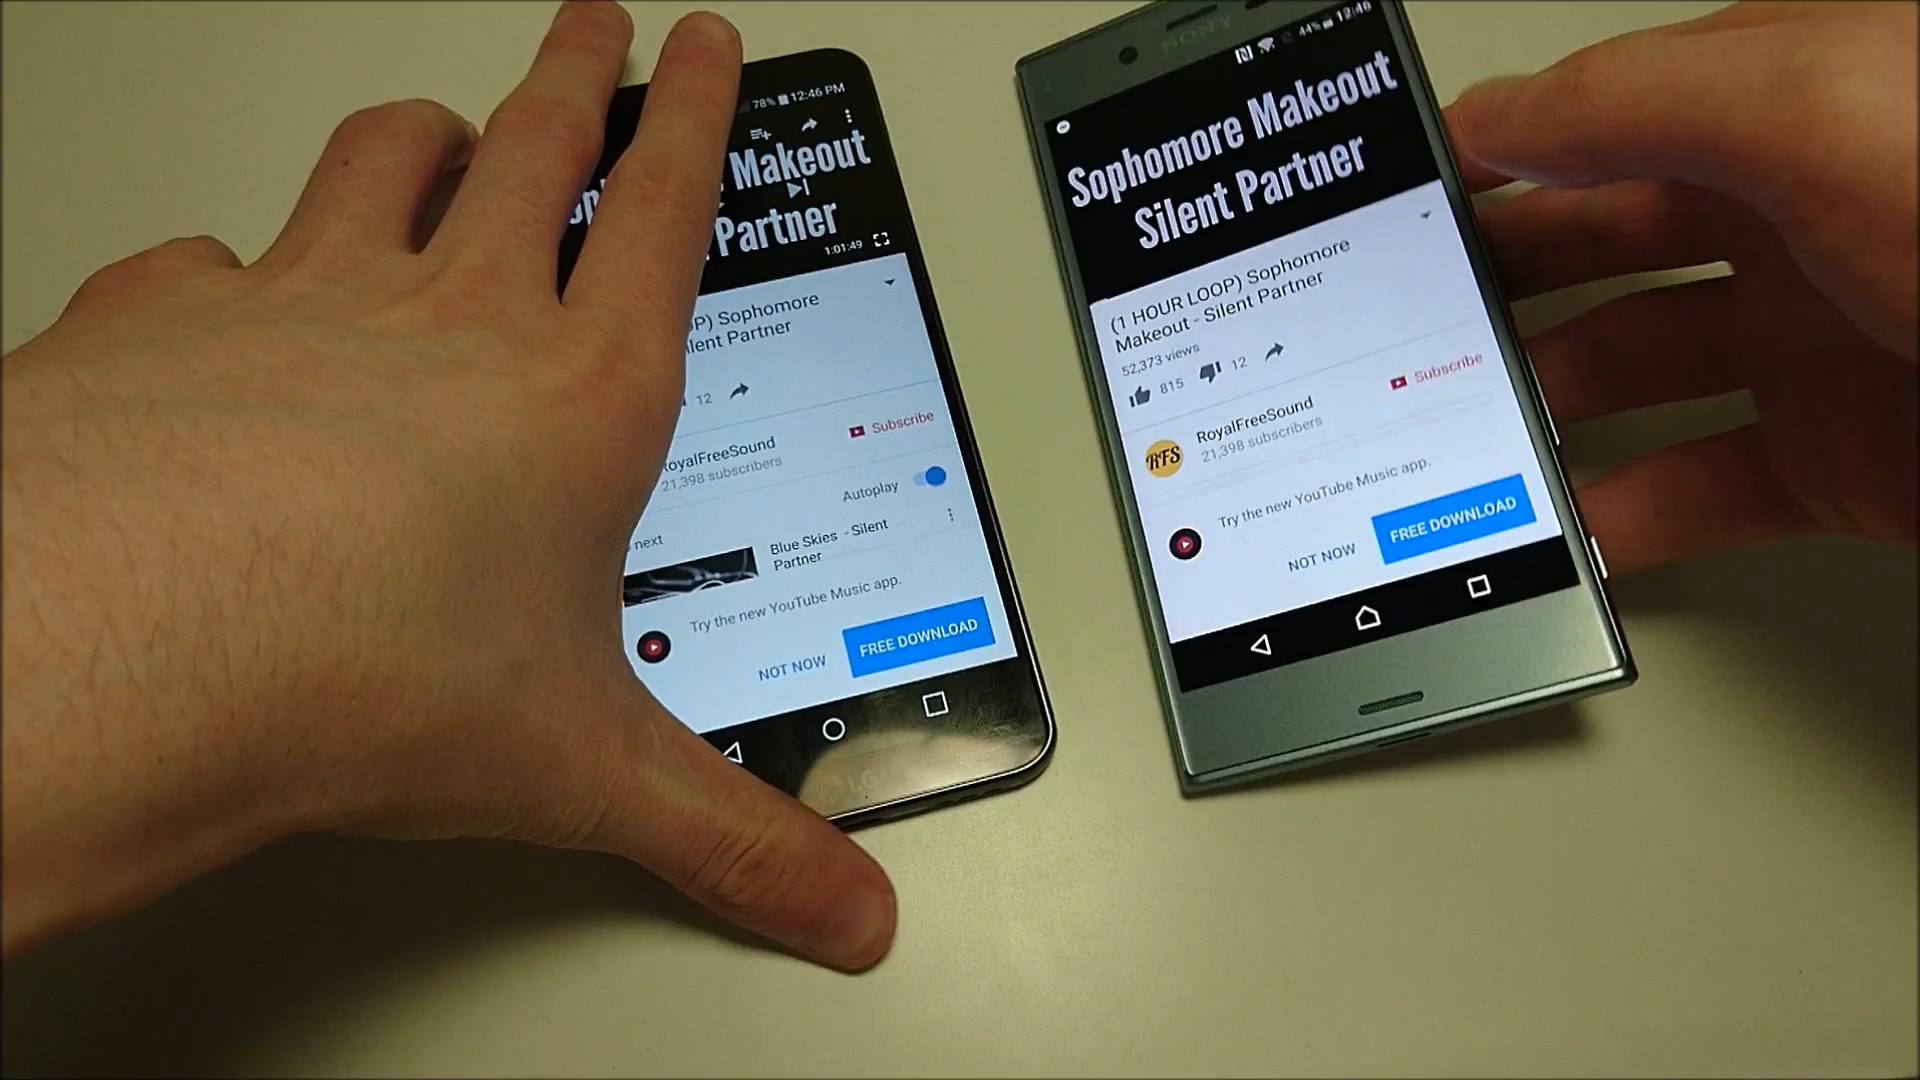 78% 12:46 PM
Makeout
Partner
1:01:49
Sophomore
Silent Partner
12
RoyalFreeSound
21,398 subscribers
Subscribe
Autoplay
next
Blue Skies - Silent
Partner
Try the new YouTube Music app.
NOT NOW
FREE DOWNLOAD
LG
SONY
44% 12:46
Sophomore Makeout
Silent Partner
(1 HOUR LOOP) Sophomore
Makeout - Silent Partner
52,373 views
815
12
RoyalFreeSound
21,398 subscribers
Subscribe
RFS
Try the new YouTube Music app.
NOT NOW
FREE DOWNLOAD